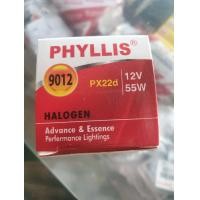 PHYLLIS®
9012
PX22d
12V
55W
HALOGEN
Advance & Essence
Performance Lightings